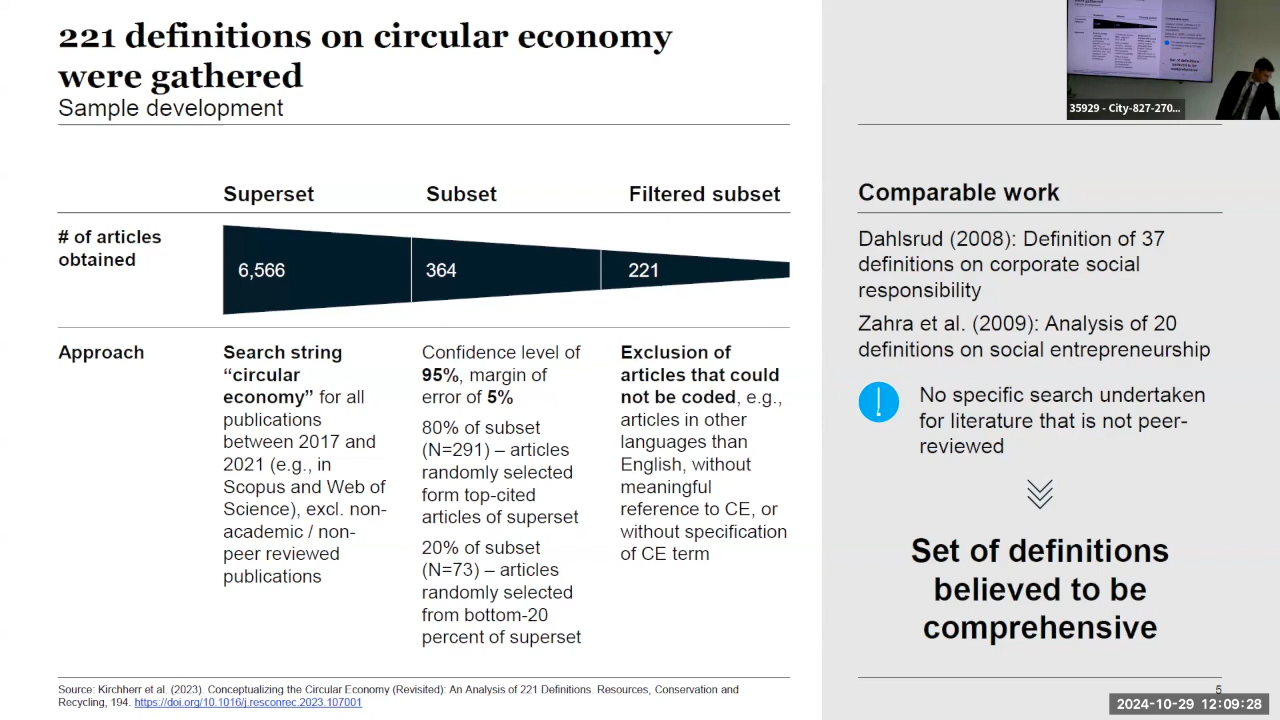 221 definitions on circular economy
were gathered
Sample development
Superset
Subset
Filtered subset
# of articles
obtained
6,566
364
221
Approach
Search string
“circular
economy” for all
publications
between 2017 and
2021 (e.g., in
Scopus and Web of
Science), excl. non-
academic / non-
peer reviewed
publications
Confidence level of
95%, margin of
error of 5%
80% of subset
(N=291) – articles
randomly selected
form top-cited
articles of superset
20% of subset
(N=73) – articles
randomly selected
from bottom-20
percent of superset
Exclusion of
articles that could
not be coded, e.g.,
articles in other
languages than
English, without
meaningful
reference to CE, or
without specification
of CE term
Source: Kirchherr et al. (2023). Conceptualizing the Circular Economy (Revisited): An Analysis of 221 Definitions. Resources, Conservation and
Recycling, 194. https://doi.org/10.1016/j.resconrec.2023.107001
35929 - City-827-270...
Comparable work
Dahlsrud (2008): Definition of 37
definitions on corporate social
responsibility
Zahra et al. (2009): Analysis of 20
definitions on social entrepreneurship
!
No specific search undertaken
for literature that is not peer-
reviewed
Set of definitions
believed to be
comprehensive
5
2024-10-29 12:09:28